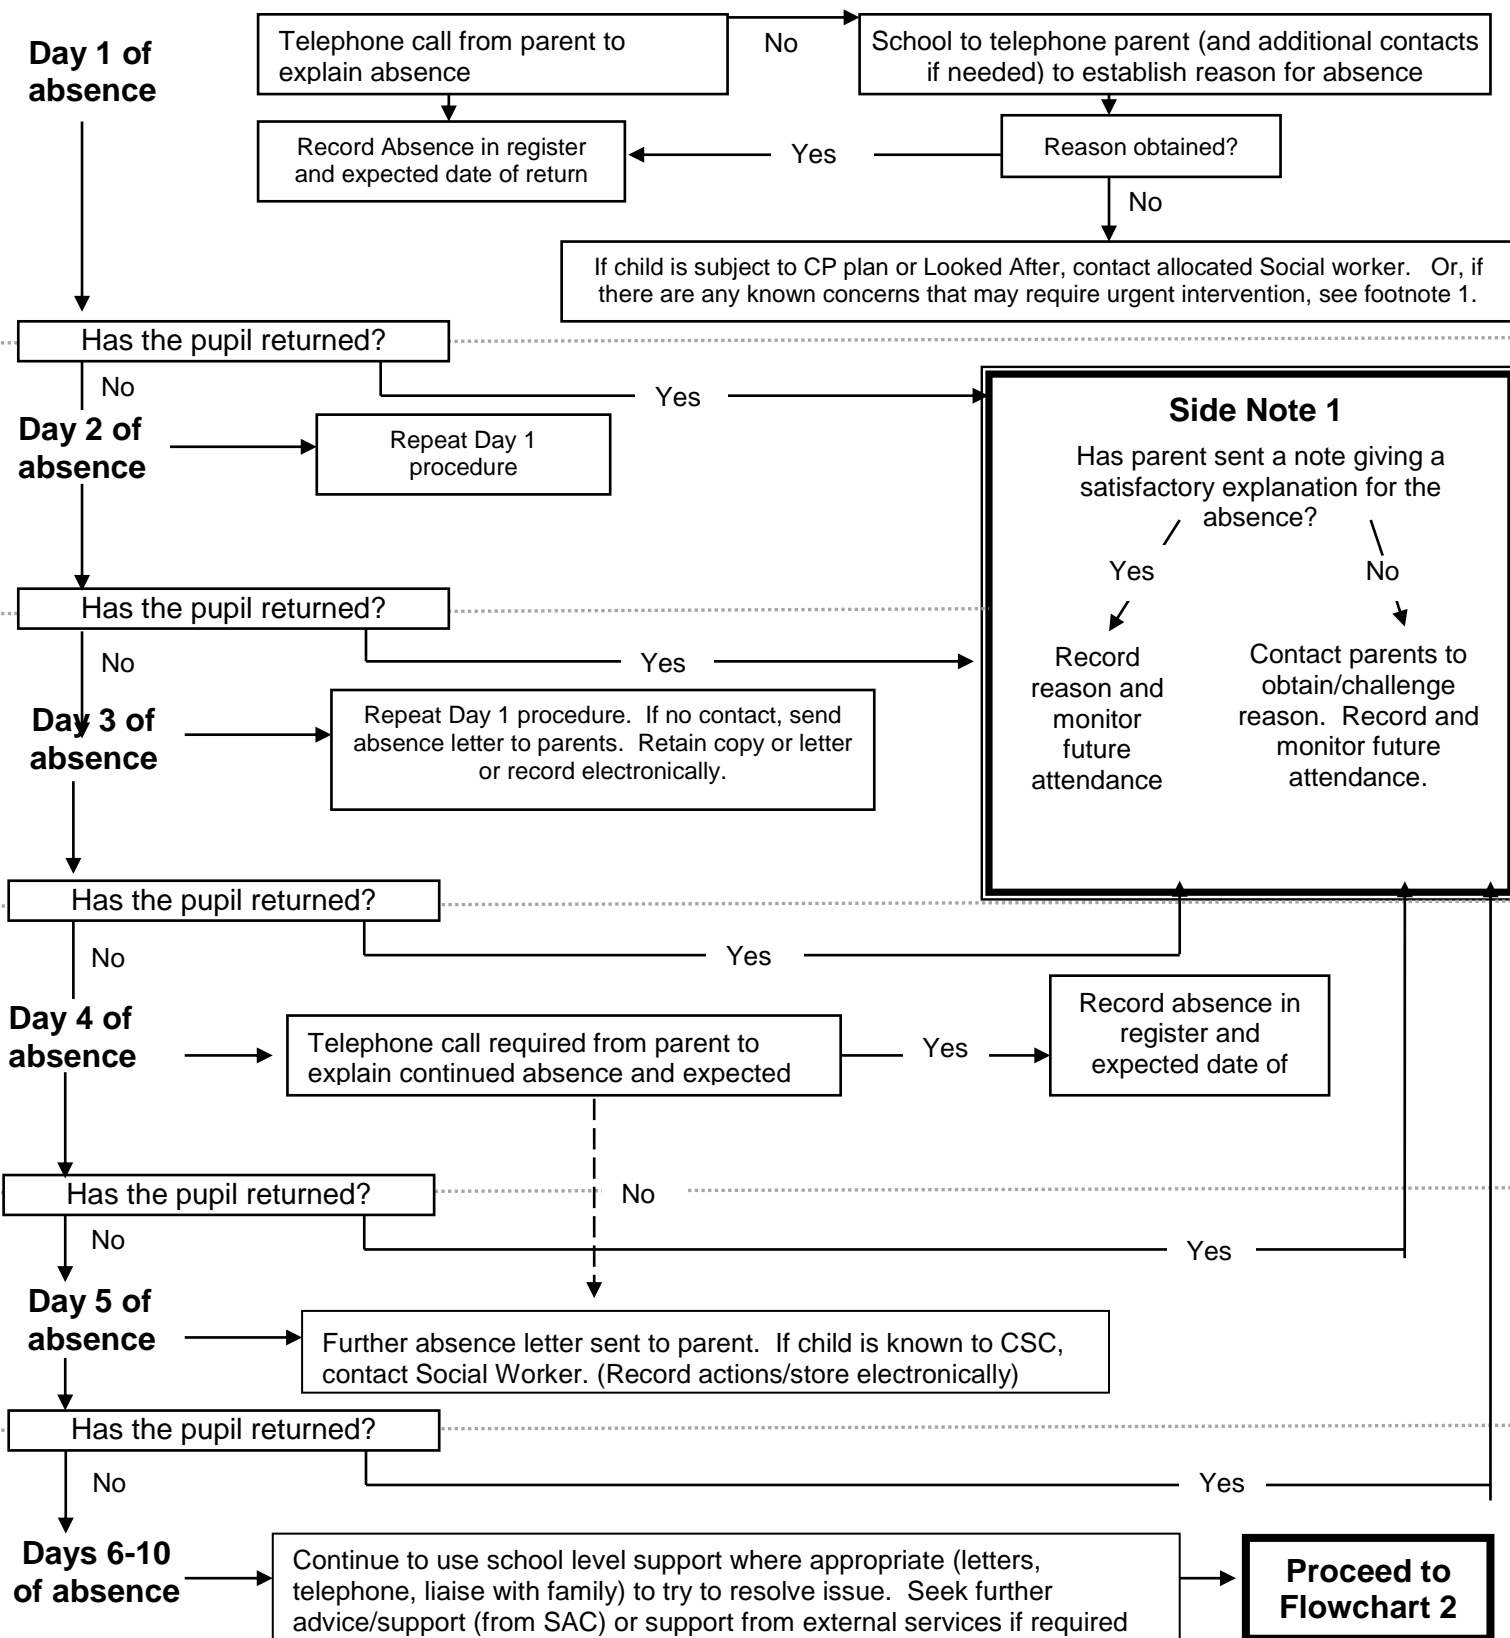 Day 1 of
absence
Telephone call from parent to
explain absence
No
School to telephone parent (and additional contacts
if needed) to establish reason for absence
Record Absence in register
and expected date of return
Yes
Reason obtained?
No
If child is subject to CP plan or Looked After, contact allocated Social worker. Or, if
there are any known concerns that may require urgent intervention, see footnote 1.
Has the pupil returned?
No
Yes
Day 2 of
absence
Repeat Day 1
procedure
Side Note 1
Has parent sent a note giving a
satisfactory explanation for the
absence?
Yes
No
Record
reason and
monitor
future
attendance
Contact parents to
obtain/challenge
reason. Record and
monitor future
attendance.
Has the pupil returned?
No
Yes
Day 3 of
absence
Repeat Day 1 procedure. If no contact, send
absence letter to parents. Retain copy or letter
or record electronically.
Has the pupil returned?
No
Yes
Day 4 of
absence
Telephone call required from parent to
explain continued absence and expected
Yes
Record absence in
register and
expected date of
Has the pupil returned?
No
No
Yes
Day 5 of
absence
Further absence letter sent to parent. If child is known to CSC,
contact Social Worker. (Record actions/store electronically)
Has the pupil returned?
No
Yes
Days 6-10
of absence
Continue to use school level support where appropriate (letters,
telephone, liaise with family) to try to resolve issue. Seek further
advice/support (from SAC) or support from external services if required
Proceed to
Flowchart 2